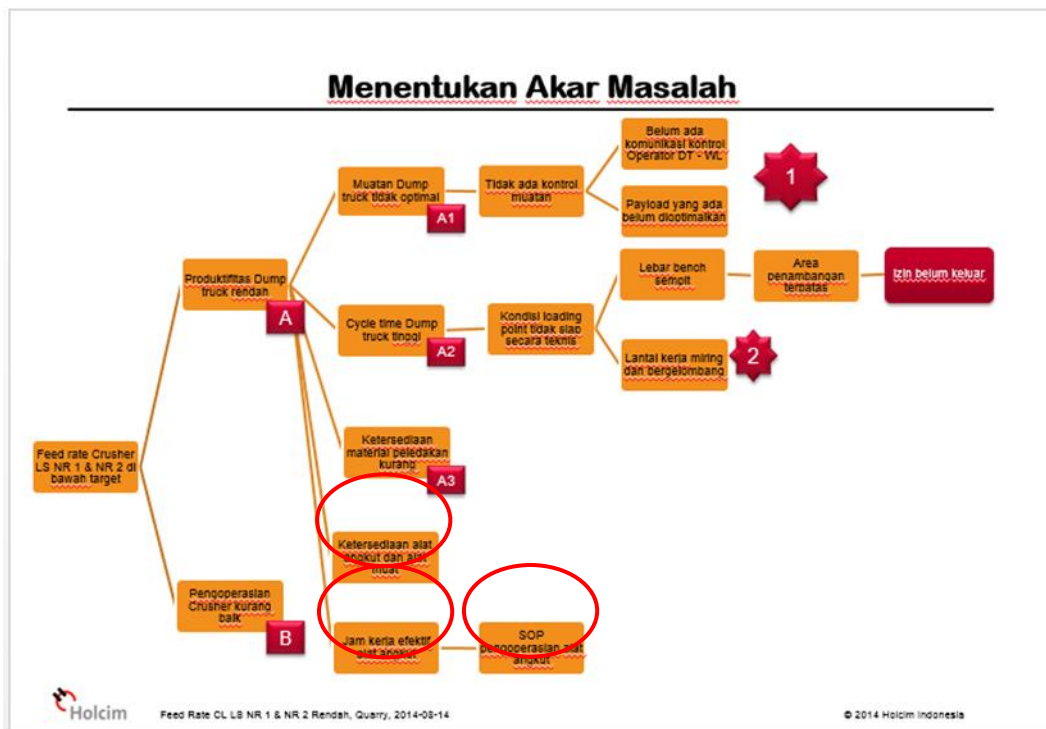 Menentukan Akar Masalah
Belum ada
komunikasi kontrol
Operator DT - WL
1
Muatan Dump
truck tidak optimal
A1
Tidak ada kontrol
muatan
Payload yang ada
belum dioptimalkan
Produktifitas Dump
truck rendah
A
Lebar bench
sempit
Area
penambangan
terbatas
Izin belum keluar
Cycle time Dump
truck tinggi
A2
Kondisi loading
point tidak siap
secara teknis
Lantai kerja miring
dan bergelombang
2
Feed rate Crusher
LS NR 1 & NR 2 di
bawah target
Ketersediaan
material peledakan
kurang
A3
Ketersediaan alat
angkut dan alat
muat
Pengoperasian
Crusher kurang
baik
B
Jam kerja efektif
alat angkut
SOP
pengoperasian alat
angkut
Holcim
Feed Rate CL LS NR 1 & NR 2 Rendah, Quarry, 2014-08-14
© 2014 Holcim Indonesia